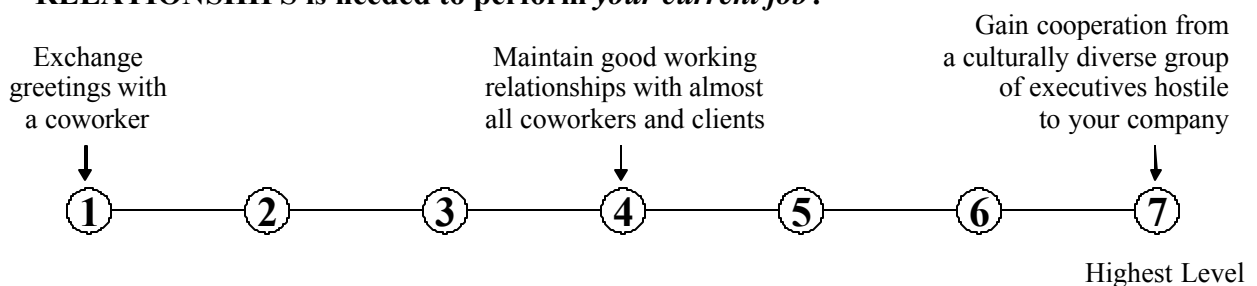 RELATIONSHIPS is needed to perform your current job?
Exchange
greetings with
a coworker
Maintain good working
relationships with almost
all coworkers and clients
Gain cooperation from
a culturally diverse group
of executives hostile
to your company
1 2 3 4 5 6 7
Highest Level